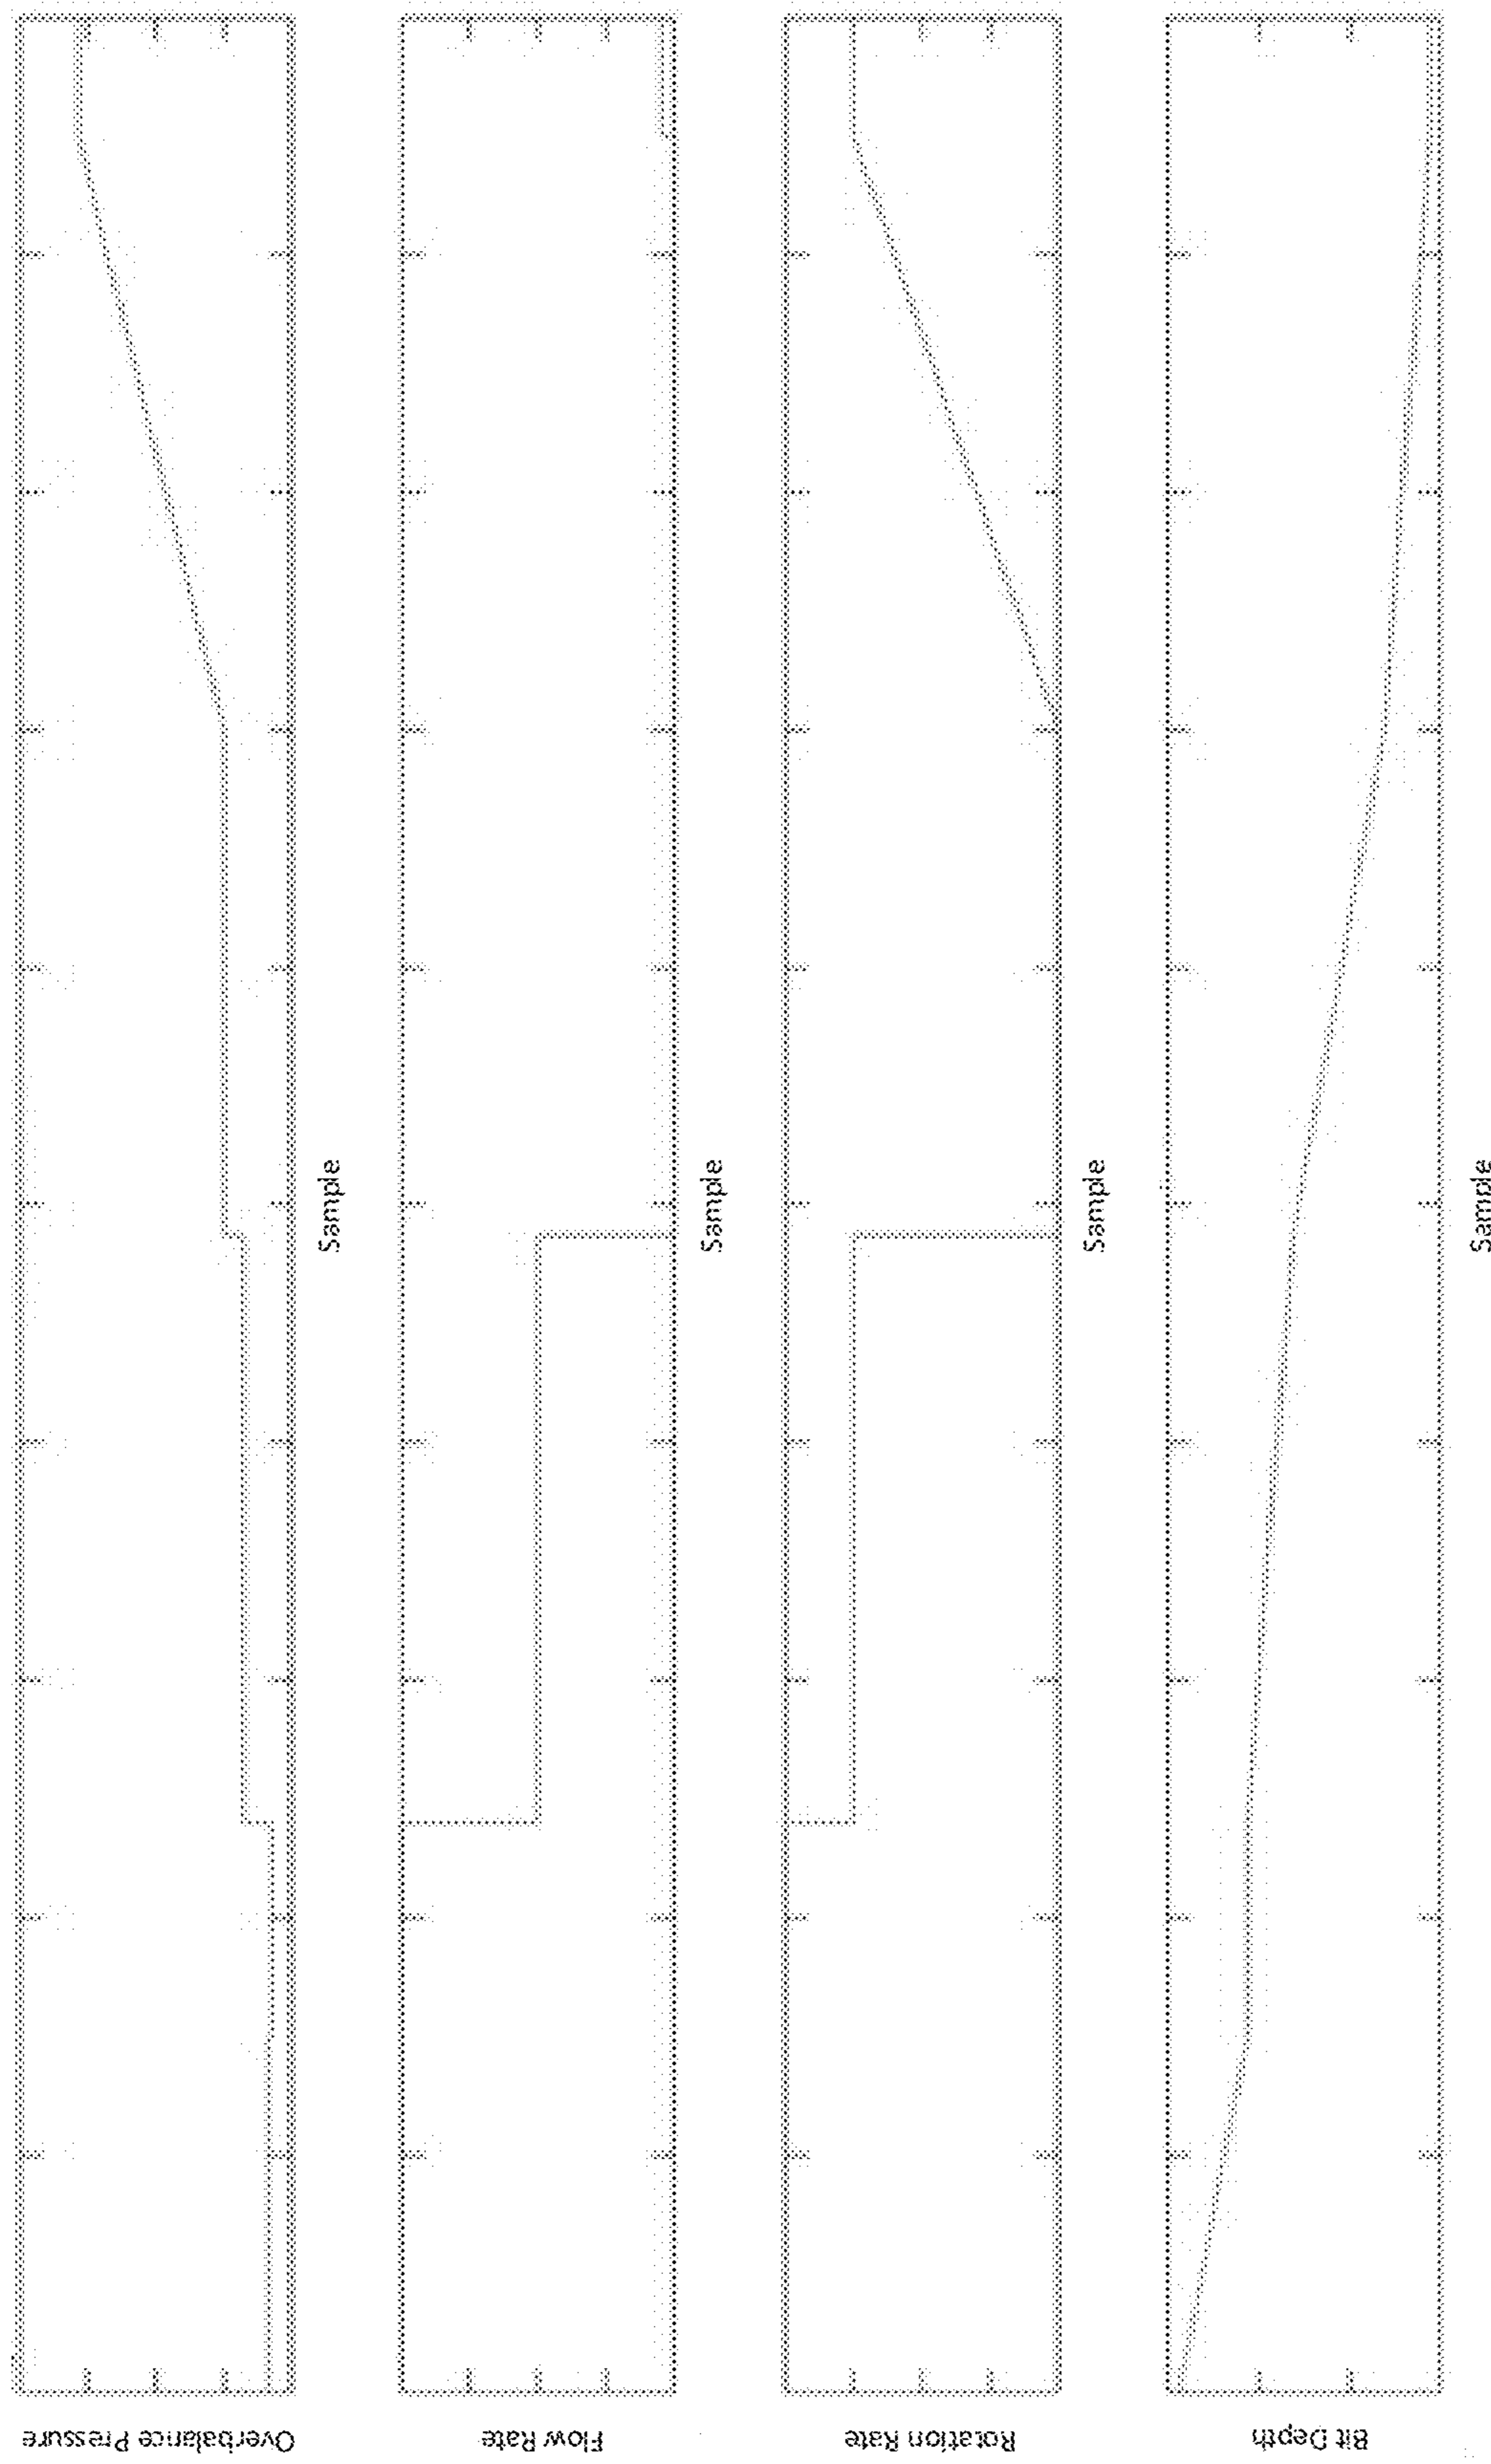 Overbalance Pressure
Sample
Flow Rate
Sample
Rotation Rate
Sample
Bit Depth
Sample